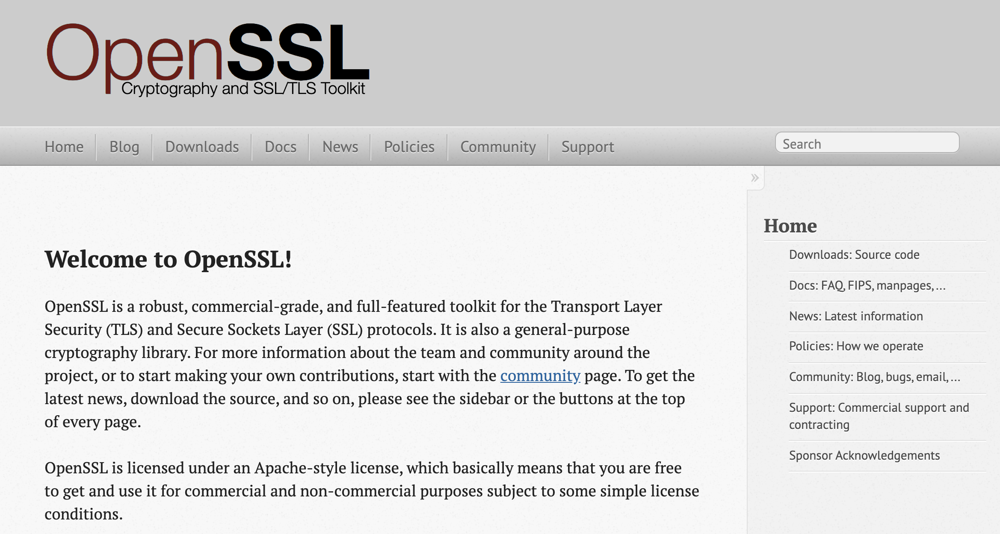 OpenSSL
Cryptography and SSL/TLS Toolkit
Home
Blog
Downloads
Docs
News
Policies
Community
Support
Search
»
Welcome to OpenSSL!
OpenSSL is a robust, commercial-grade, and full-featured toolkit for the Transport Layer
Security (TLS) and Secure Sockets Layer (SSL) protocols. It is also a general-purpose
cryptography library. For more information about the team and community around the
project, or to start making your own contributions, start with the community page. To get the
latest news, download the source, and so on, please see the sidebar or the buttons at the top
of every page.
OpenSSL is licensed under an Apache-style license, which basically means that you are free
to get and use it for commercial and non-commercial purposes subject to some simple license
conditions.
Home
Downloads: Source code
Docs: FAQ, FIPS, manpages, ...
News: Latest information
Policies: How we operate
Community: Blog, bugs, email, ...
Support: Commercial support and
contracting
Sponsor Acknowledgements